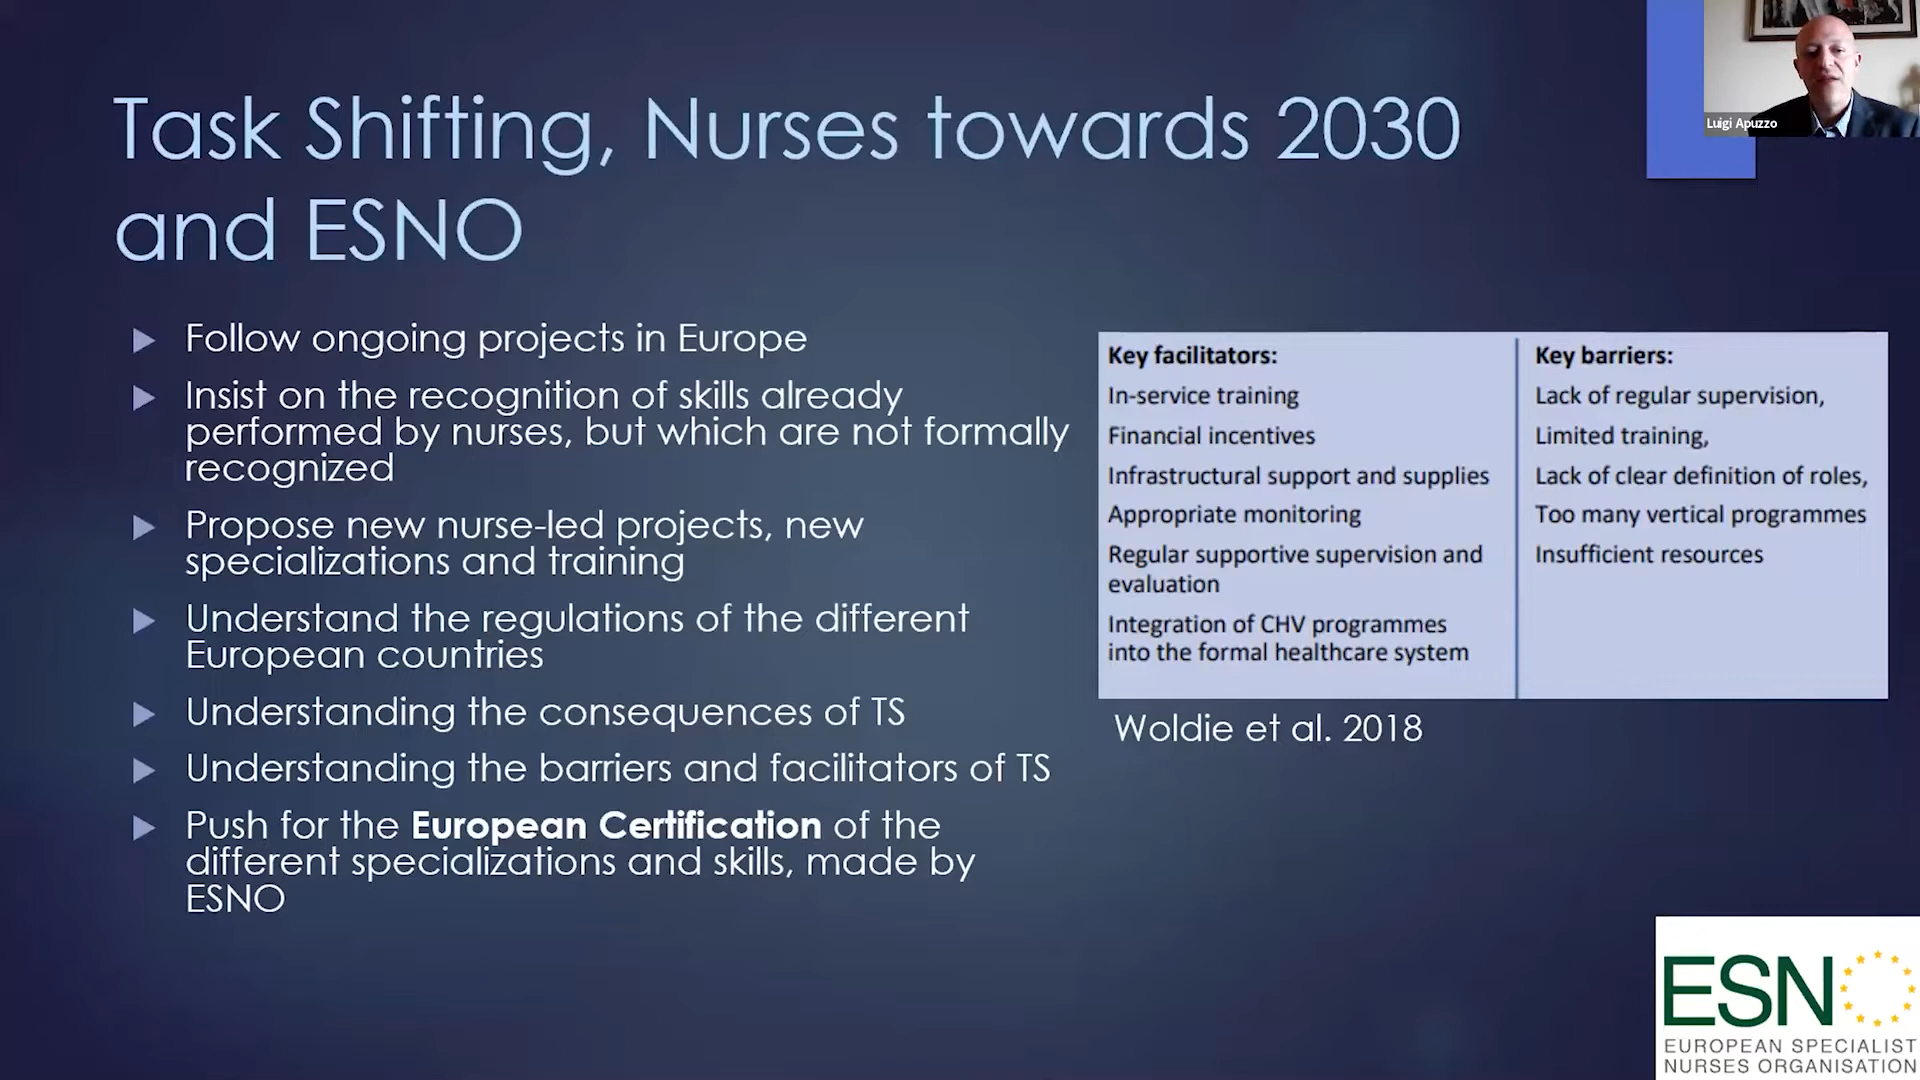 Luigi Apuzzo
Task Shifting, Nurses towards 2030
and ESNO
Follow ongoing projects in Europe
Insist on the recognition of skills already
performed by nurses, but which are not formally
recognized
Propose new nurse-led projects, new
specializations and training
Understand the regulations of the different
European countries
Understanding the consequences of TS
Understanding the barriers and facilitators of TS
Push for the European Certification of the
different specializations and skills, made by
ESNO
Key facilitators:
In-service training
Financial incentives
Infrastructural support and supplies
Appropriate monitoring
Regular supportive supervision and
evaluation
Integration of CHV programmes
into the formal healthcare system
Key barriers:
Lack of regular supervision,
Limited training,
Lack of clear definition of roles,
Too many vertical programmes
Insufficient resources
Woldie et al. 2018
ESNO
EUROPEAN SPECIALIST
NURSES ORGANISATION